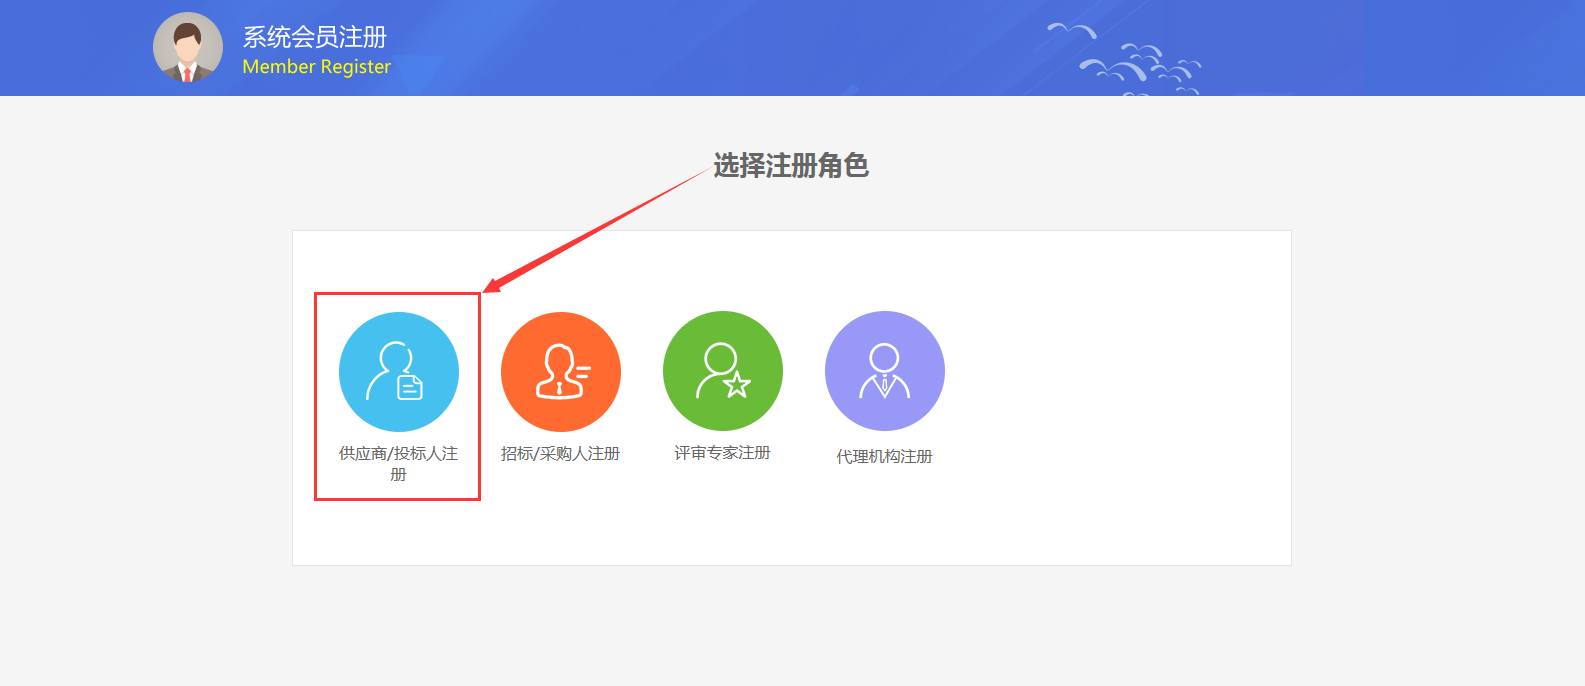 系统会员注册
Member Register
选择注册角色
供应商/投标人注
册
招标/采购人注册
评审专家注册
代理机构注册